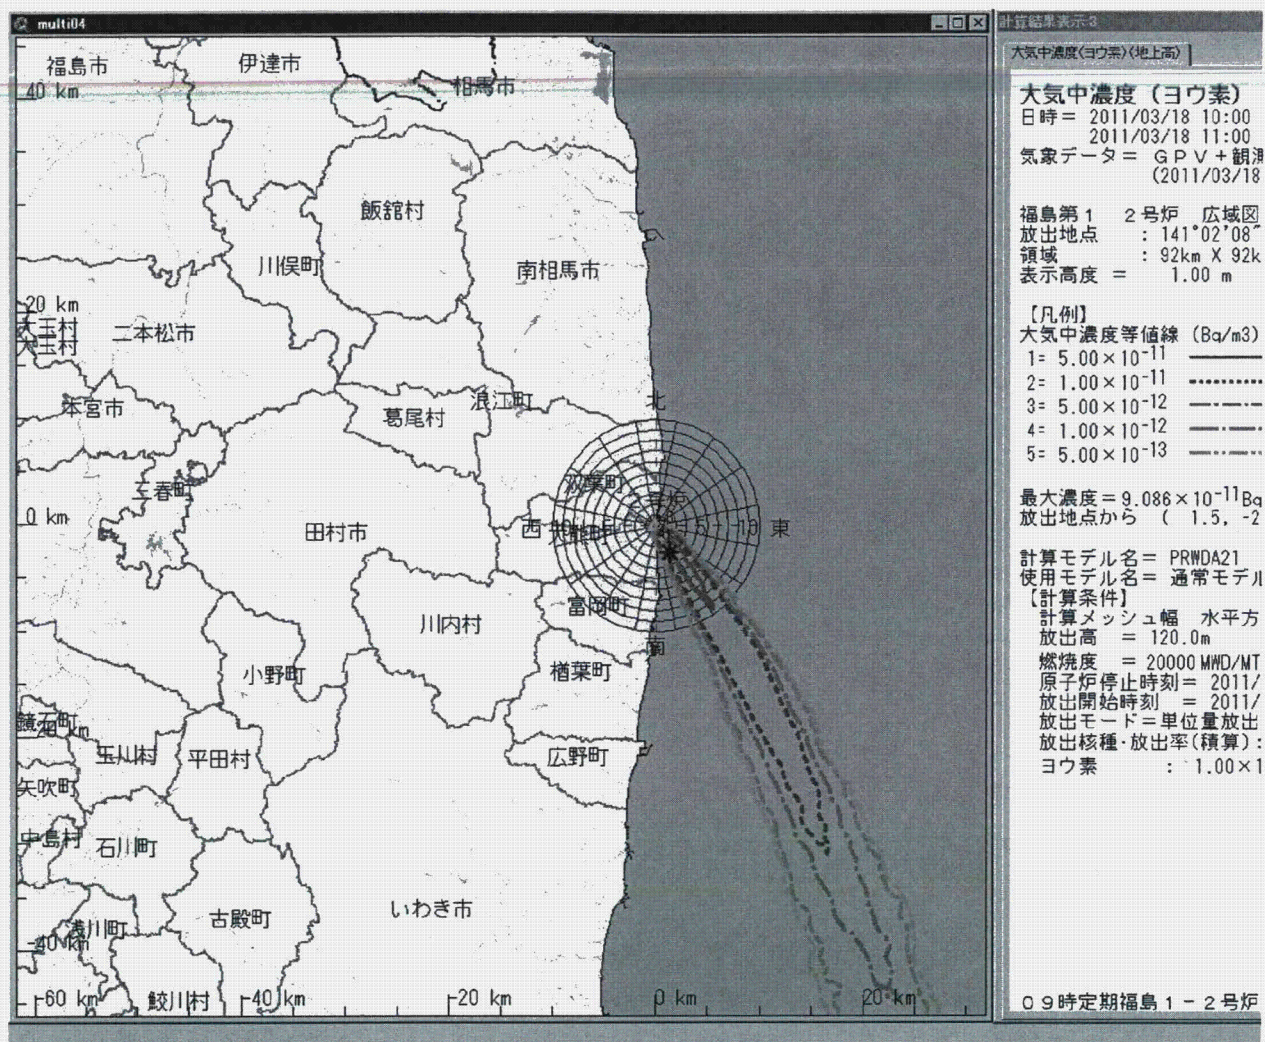 multi04
計算結果表示-3
大気中濃度(ヨウ素)(地上高)
福島市
伊達市
相馬市
40 km
飯舘村
川俣町
南相馬市
20 km
大玉村
大玉村
二本松市
本宮市
浪江町
葛尾村
北
三春町
双葉町
0 km
田村市
西
10
5
5
10
東
富岡町
川内村
南
小野町
楢葉町
鏡石町
-20 km
玉川村
平田村
広野町
矢吹町
中島村
石川町
浅川町
古殿町
いわき市
-40 km
-60 km
-40 km
-20 km
0 km
20 km
鮫川村
大気中濃度(ヨウ素)
日時= 2011/03/18 10:00
2011/03/18 11:00
気象データ= GPV+観測
(2011/03/18
福島第1 2号炉 広域図
放出地点 : 141°02'08"
領域 : 92km X 92k
表示高度 = 1.00 m
【凡例】
大気中濃度等値線 (Bq/m3)
1= 5.00×10-11
2= 1.00×10-11
3= 5.00×10-12
4= 1.00×10-12
5= 5.00×10-13
最大濃度=9.086×10-11Bq
放出地点から ( 1.5, -2
計算モデル名= PRWDA21
使用モデル名= 通常モデル
【計算条件】
計算メッシュ幅 水平方
放出高 = 120.0m
燃焼度 = 20000MWD/MT
原子炉停止時刻= 2011/
放出開始時刻 = 2011/
放出モード=単位量放出
放出核種・放出率(積算):
ヨウ素 : 1.00×1
09時定期福島1-2号炉